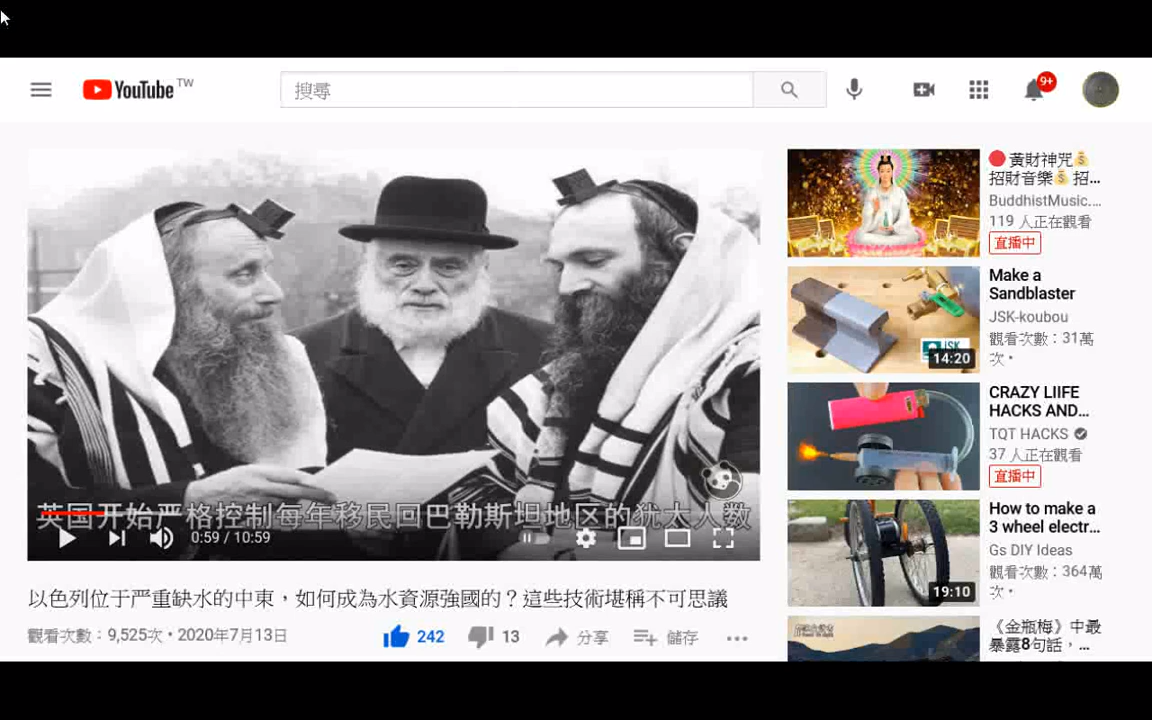 YouTube TW
搜尋
9+
英国开始严格控制每年移民回巴勒斯坦地区的犹太人数
0:59 / 10:59
以色列位于严重缺水的中東，如何成為水資源強國的？這些技術堪稱不可思議
觀看次數：9,525次 • 2020年7月13日
242
13
分享
儲存
黃財神咒
招財音樂 招...
BuddhistMusic....
119 人正在觀看
直播中
JSK
14:20
Make a
Sandblaster
JSK-koubou
觀看次數：31萬
次 •
CRAZY LIIFE
HACKS AND...
TQT HACKS
37 人正在觀看
直播中
19:10
How to make a
3 wheel electr...
Gs DIY Ideas
觀看次數：364萬
次 •
《金瓶梅》中最
暴露8句話，...